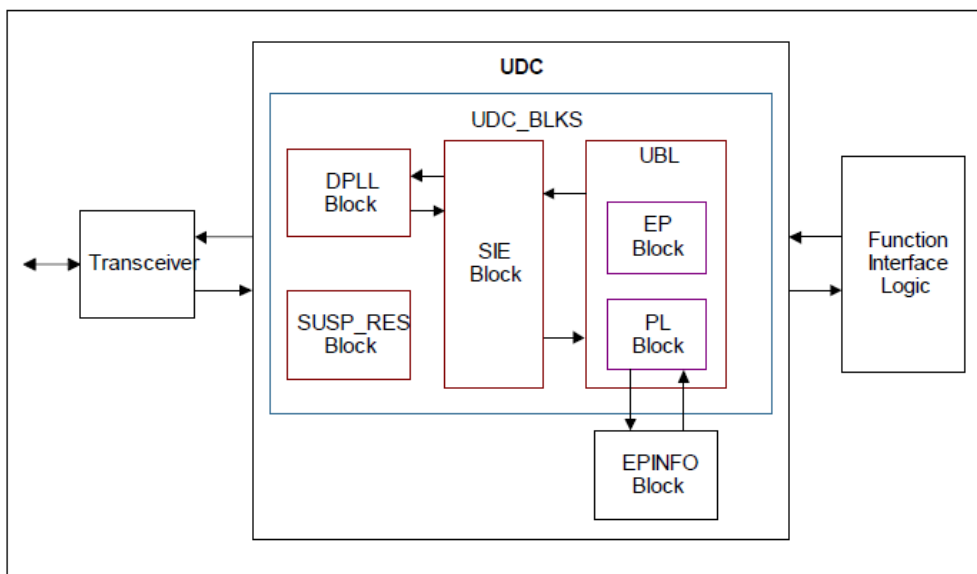 UDC
UDC_BLKS
UBL
DPLL
Block
SIE
Block
EP
Block
Transceiver
Function
Interface
Logic
SUSP_RES
Block
PL
Block
EPINFO
Block